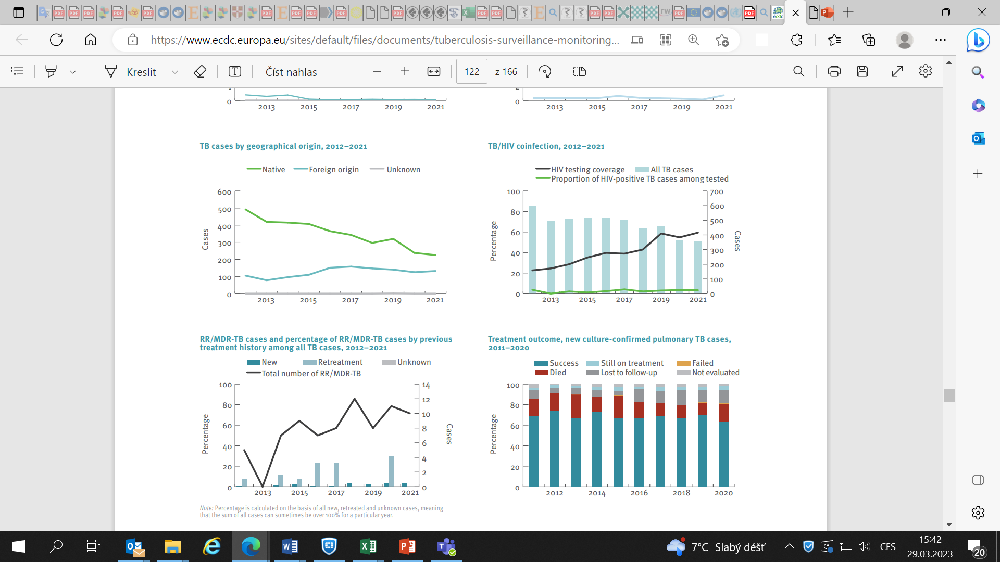 https://www.ecdc.europa.eu/sites/default/files/documents/tuberculosis-surveillance-monitoring...
Kreslit
Číst nahlas
122 z 166
0
2013 2015 2017 2019 2021
0
2013 2015 2017 2019 2021
TB cases by geographical origin, 2012–2021
Native Foreign origin Unknown
600
500
400
300
200
100
0
Cases
2013 2015 2017 2019 2021
TB/HIV coinfection, 2012–2021
HIV testing coverage All TB cases
Proportion of HIV-positive TB cases among tested
100
80
60
40
20
0
Percentage
700
600
500
400
300
200
100
0
Cases
2013 2015 2017 2019 2021
RR/MDR-TB cases and percentage of RR/MDR-TB cases by previous
treatment history among all TB cases, 2012–2021
New Retreatment Unknown
Total number of RR/MDR-TB
100
80
60
40
20
0
Percentage
14
12
10
8
6
4
2
0
Cases
2013 2015 2017 2019 2021
Note: Percentage is calculated on the basis of all new, retreated and unknown cases, meaning
that the sum of all cases can sometimes be over 100% for a particular year.
Treatment outcome, new culture-confirmed pulmonary TB cases,
2011–2020
Success Still on treatment Failed
Died Lost to follow-up Not evaluated
100
80
60
40
20
0
Percentage
2012 2014 2016 2018 2020
7°C Slabý déšť
CES
15:42
29.03.2023
20